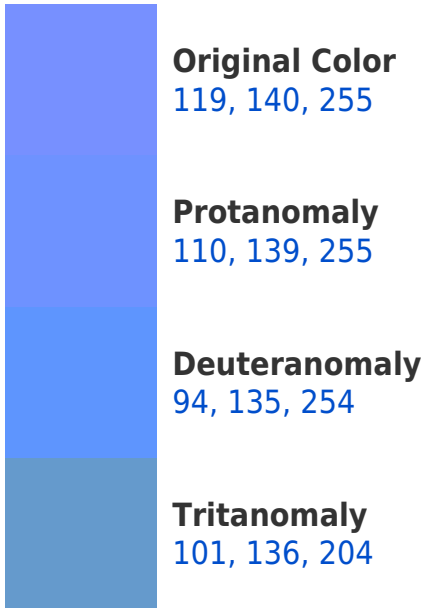 Original Color
119, 140, 255
Protanomaly
110, 139, 255
Deuteranomaly
94, 135, 254
Tritanomaly
101, 136, 204